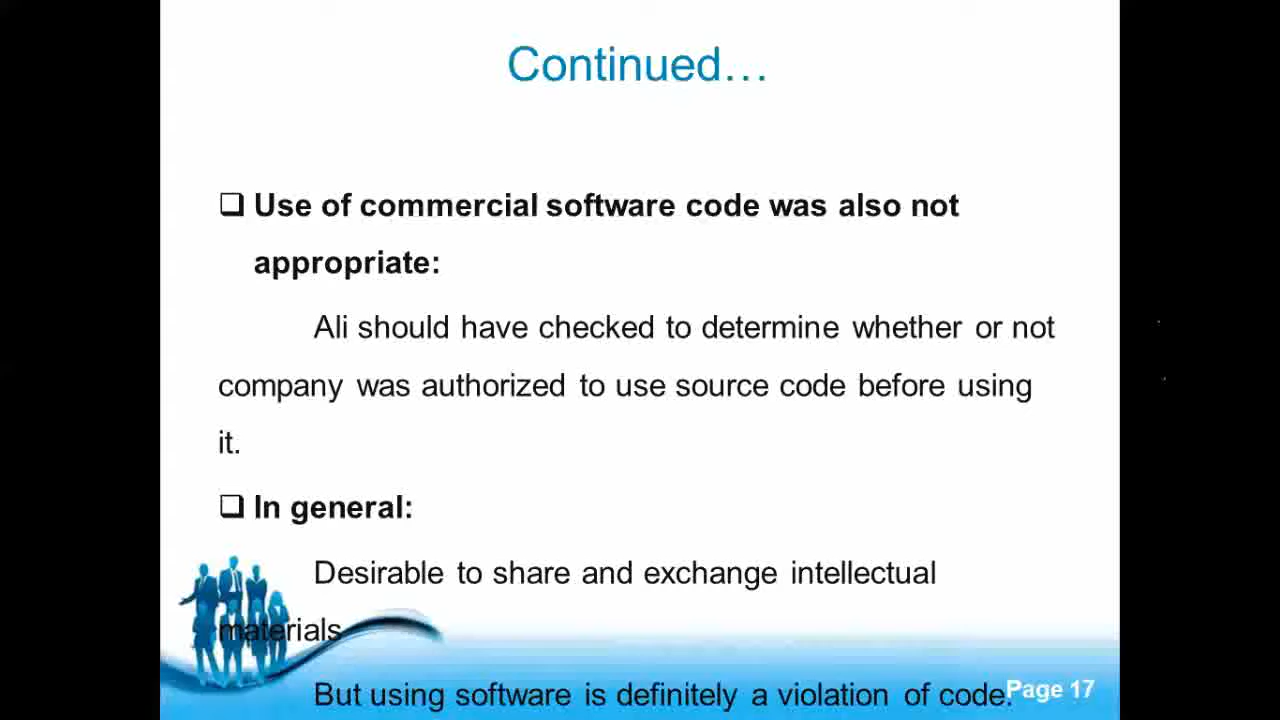 Continued…
❑ Use of commercial software code was also not
appropriate:
Ali should have checked to determine whether or not
company was authorized to use source code before using
it.
❑ In general:
Desirable to share and exchange intellectual
materials
But using software is definitely a violation of code.
Page 17